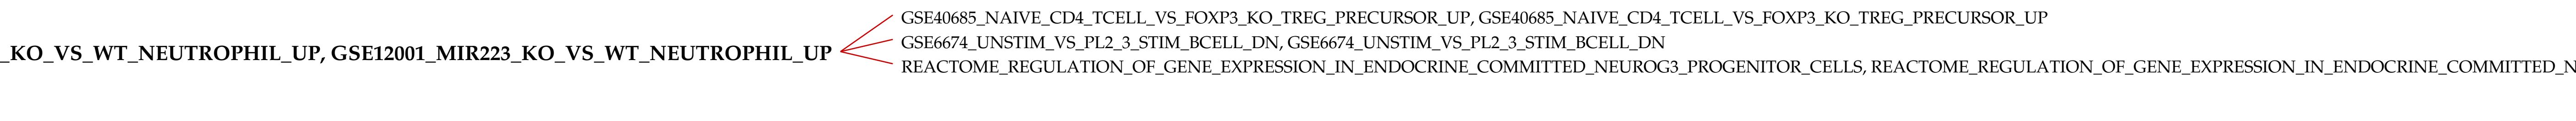 _KO_VS_WT_NEUTROPHIL_UP, GSE12001_MIR223_KO_VS_WT_NEUTROPHIL_UP
GSE40685_NAIVE_CD4_TCELL_VS_FOXP3_KO_TREG_PRECURSOR_UP, GSE40685_NAIVE_CD4_TCELL_VS_FOXP3_KO_TREG_PRECURSOR_UP
GSE6674_UNSTIM_VS_PL2_3_STIM_BCELL_DN, GSE6674_UNSTIM_VS_PL2_3_STIM_BCELL_DN
REACTOME_REGULATION_OF_GENE_EXPRESSION_IN_ENDOCRINE_COMMITTED_NEUROG3_PROGENITOR_CELLS, REACTOME_REGULATION_OF_GENE_EXPRESSION_IN_ENDOCRINE_COMMITTED_N